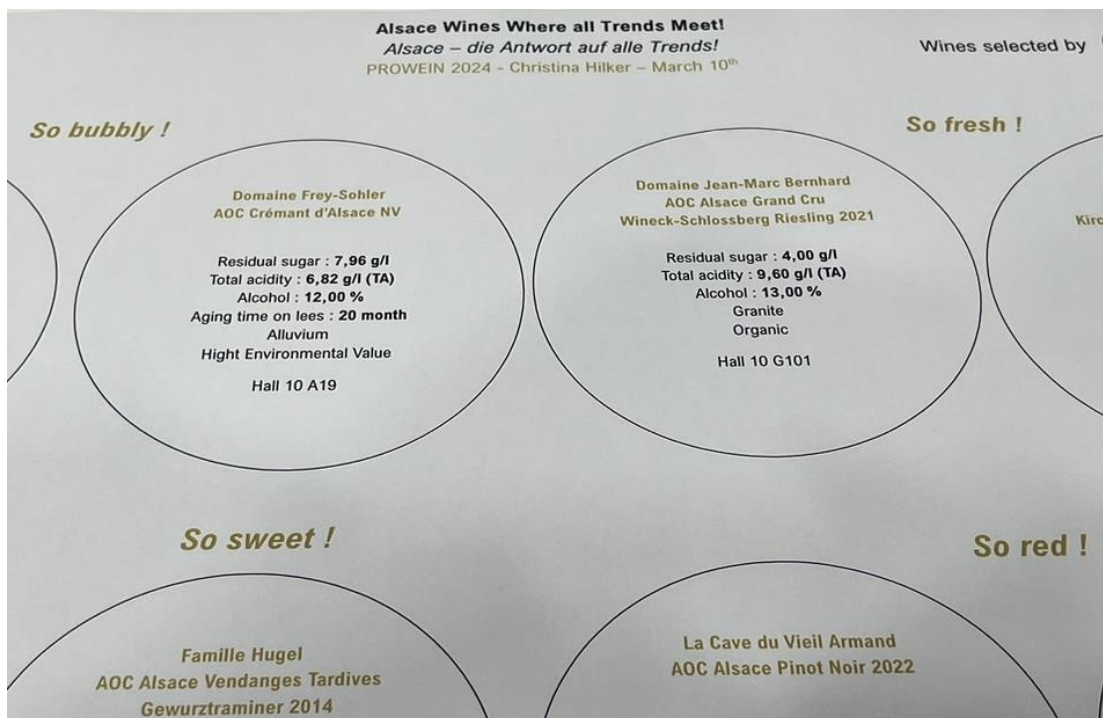 Alsace Wines Where all Trends Meet!
Alsace – die Antwort auf alle Trends!
PROWEIN 2024 - Christina Hilker – March 10th
Wines selected by
So bubbly !
So fresh !
Domaine Frey-Sohler
AOC Crémant d'Alsace NV
Residual sugar : 7,96 g/l
Total acidity : 6,82 g/l (TA)
Alcohol : 12,00 %
Aging time on lees : 20 month
Alluvium
Hight Environmental Value
Hall 10 A19
Domaine Jean-Marc Bernhard
AOC Alsace Grand Cru
Wineck-Schlossberg Riesling 2021
Residual sugar : 4,00 g/l
Total acidity : 9,60 g/l (TA)
Alcohol : 13,00 %
Granite
Organic
Hall 10 G101
So sweet !
So red !
Famille Hugel
AOC Alsace Vendanges Tardives
Gewurztraminer 2014
La Cave du Vieil Armand
AOC Alsace Pinot Noir 2022